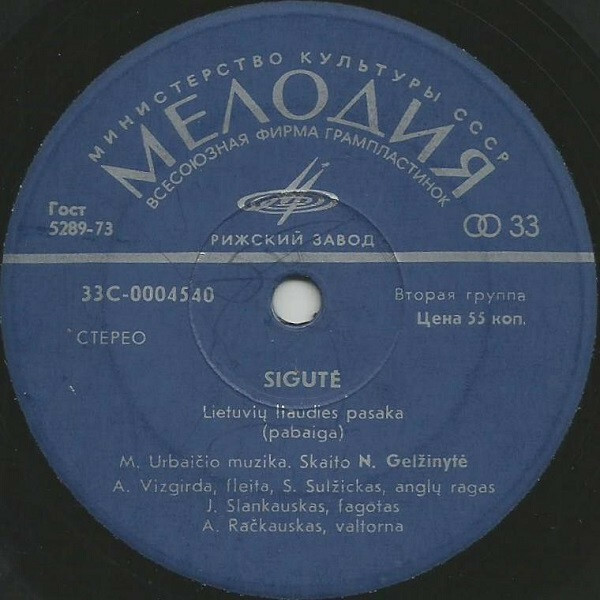 МИНИСТЕРСТВО КУЛЬТУРЫ СССР
МЕЛОДИЯ
ВСЕСОЮЗНАЯ ФИРМА ГРАМПЛАСТИНОК
Гост
5289-73
33
РИЖСКИЙ ЗАВОД
33С-0004540
Вторая группа
Цена 55 коп.
СТЕРЕО
SIGUTĖ
Lietuvių liaudies pasaka
(pabaiga)
M. Urbaičio muzika. Skaito N. Gelžinytė
A. Vizgirda, fleita, S. Sulžickas, anglų ragas
J. Slankauskas, fagotas
A. Račkauskas, valtorna